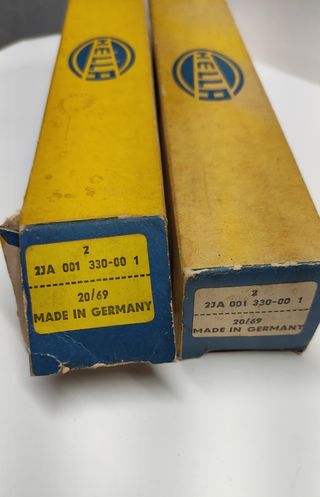 HELLA
HELLA
2
2JA 001 330-00 1
20/69
MADE IN GERMANY
2
2JA 001 330-00 1
20/69
MADE IN GERMANY